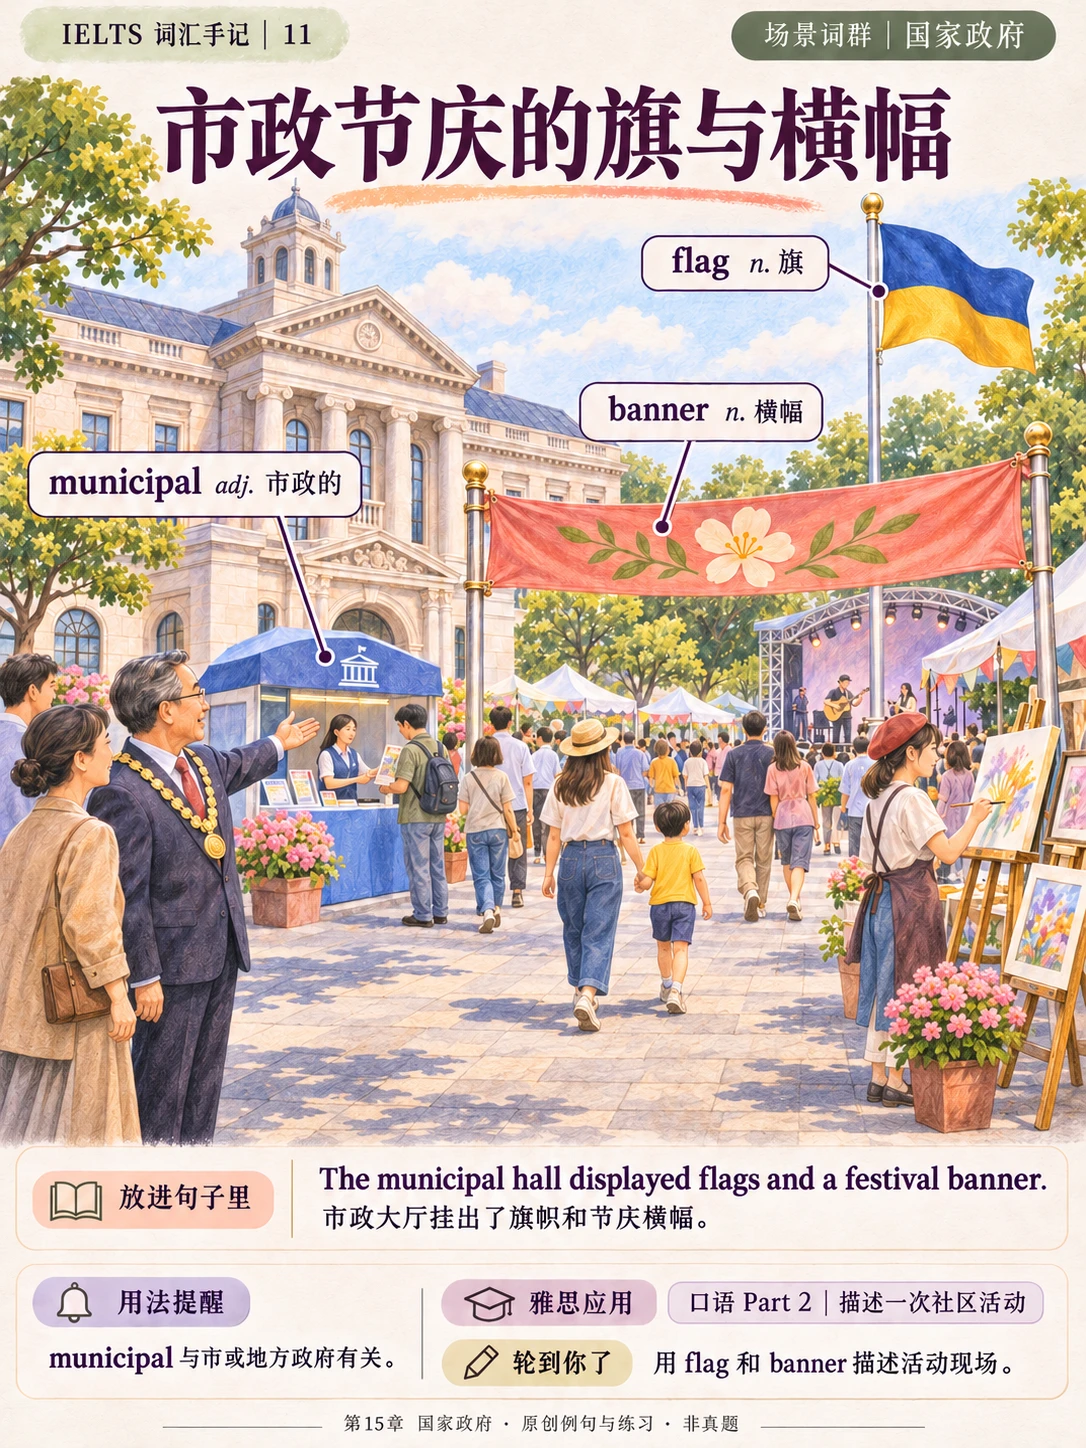 IELTS 词汇手记 | 11
场景词群 | 国家政府
市政节庆的旗与横幅
flag n. 旗
banner n. 横幅
municipal adj. 市政的
放进句子里
The municipal hall displayed flags and a festival banner.
市政大厅挂出了旗帜和节庆横幅。
用法提醒
municipal 与市或地方政府有关。
雅思应用
口语 Part 2 | 描述一次社区活动
轮到你了
用 flag 和 banner 描述活动现场。
第15章 国家政府 · 原创例句与练习 · 非真题